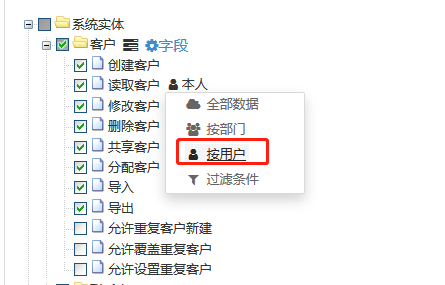 系统实体
客户 字段
创建客户
读取客户 本人
修改客户 全部数据
删除客户 按部门
共享客户 按用户
分配客户 过滤条件
导入
导出
允许重复客户新建
允许覆盖重复客户
允许设置重复客户